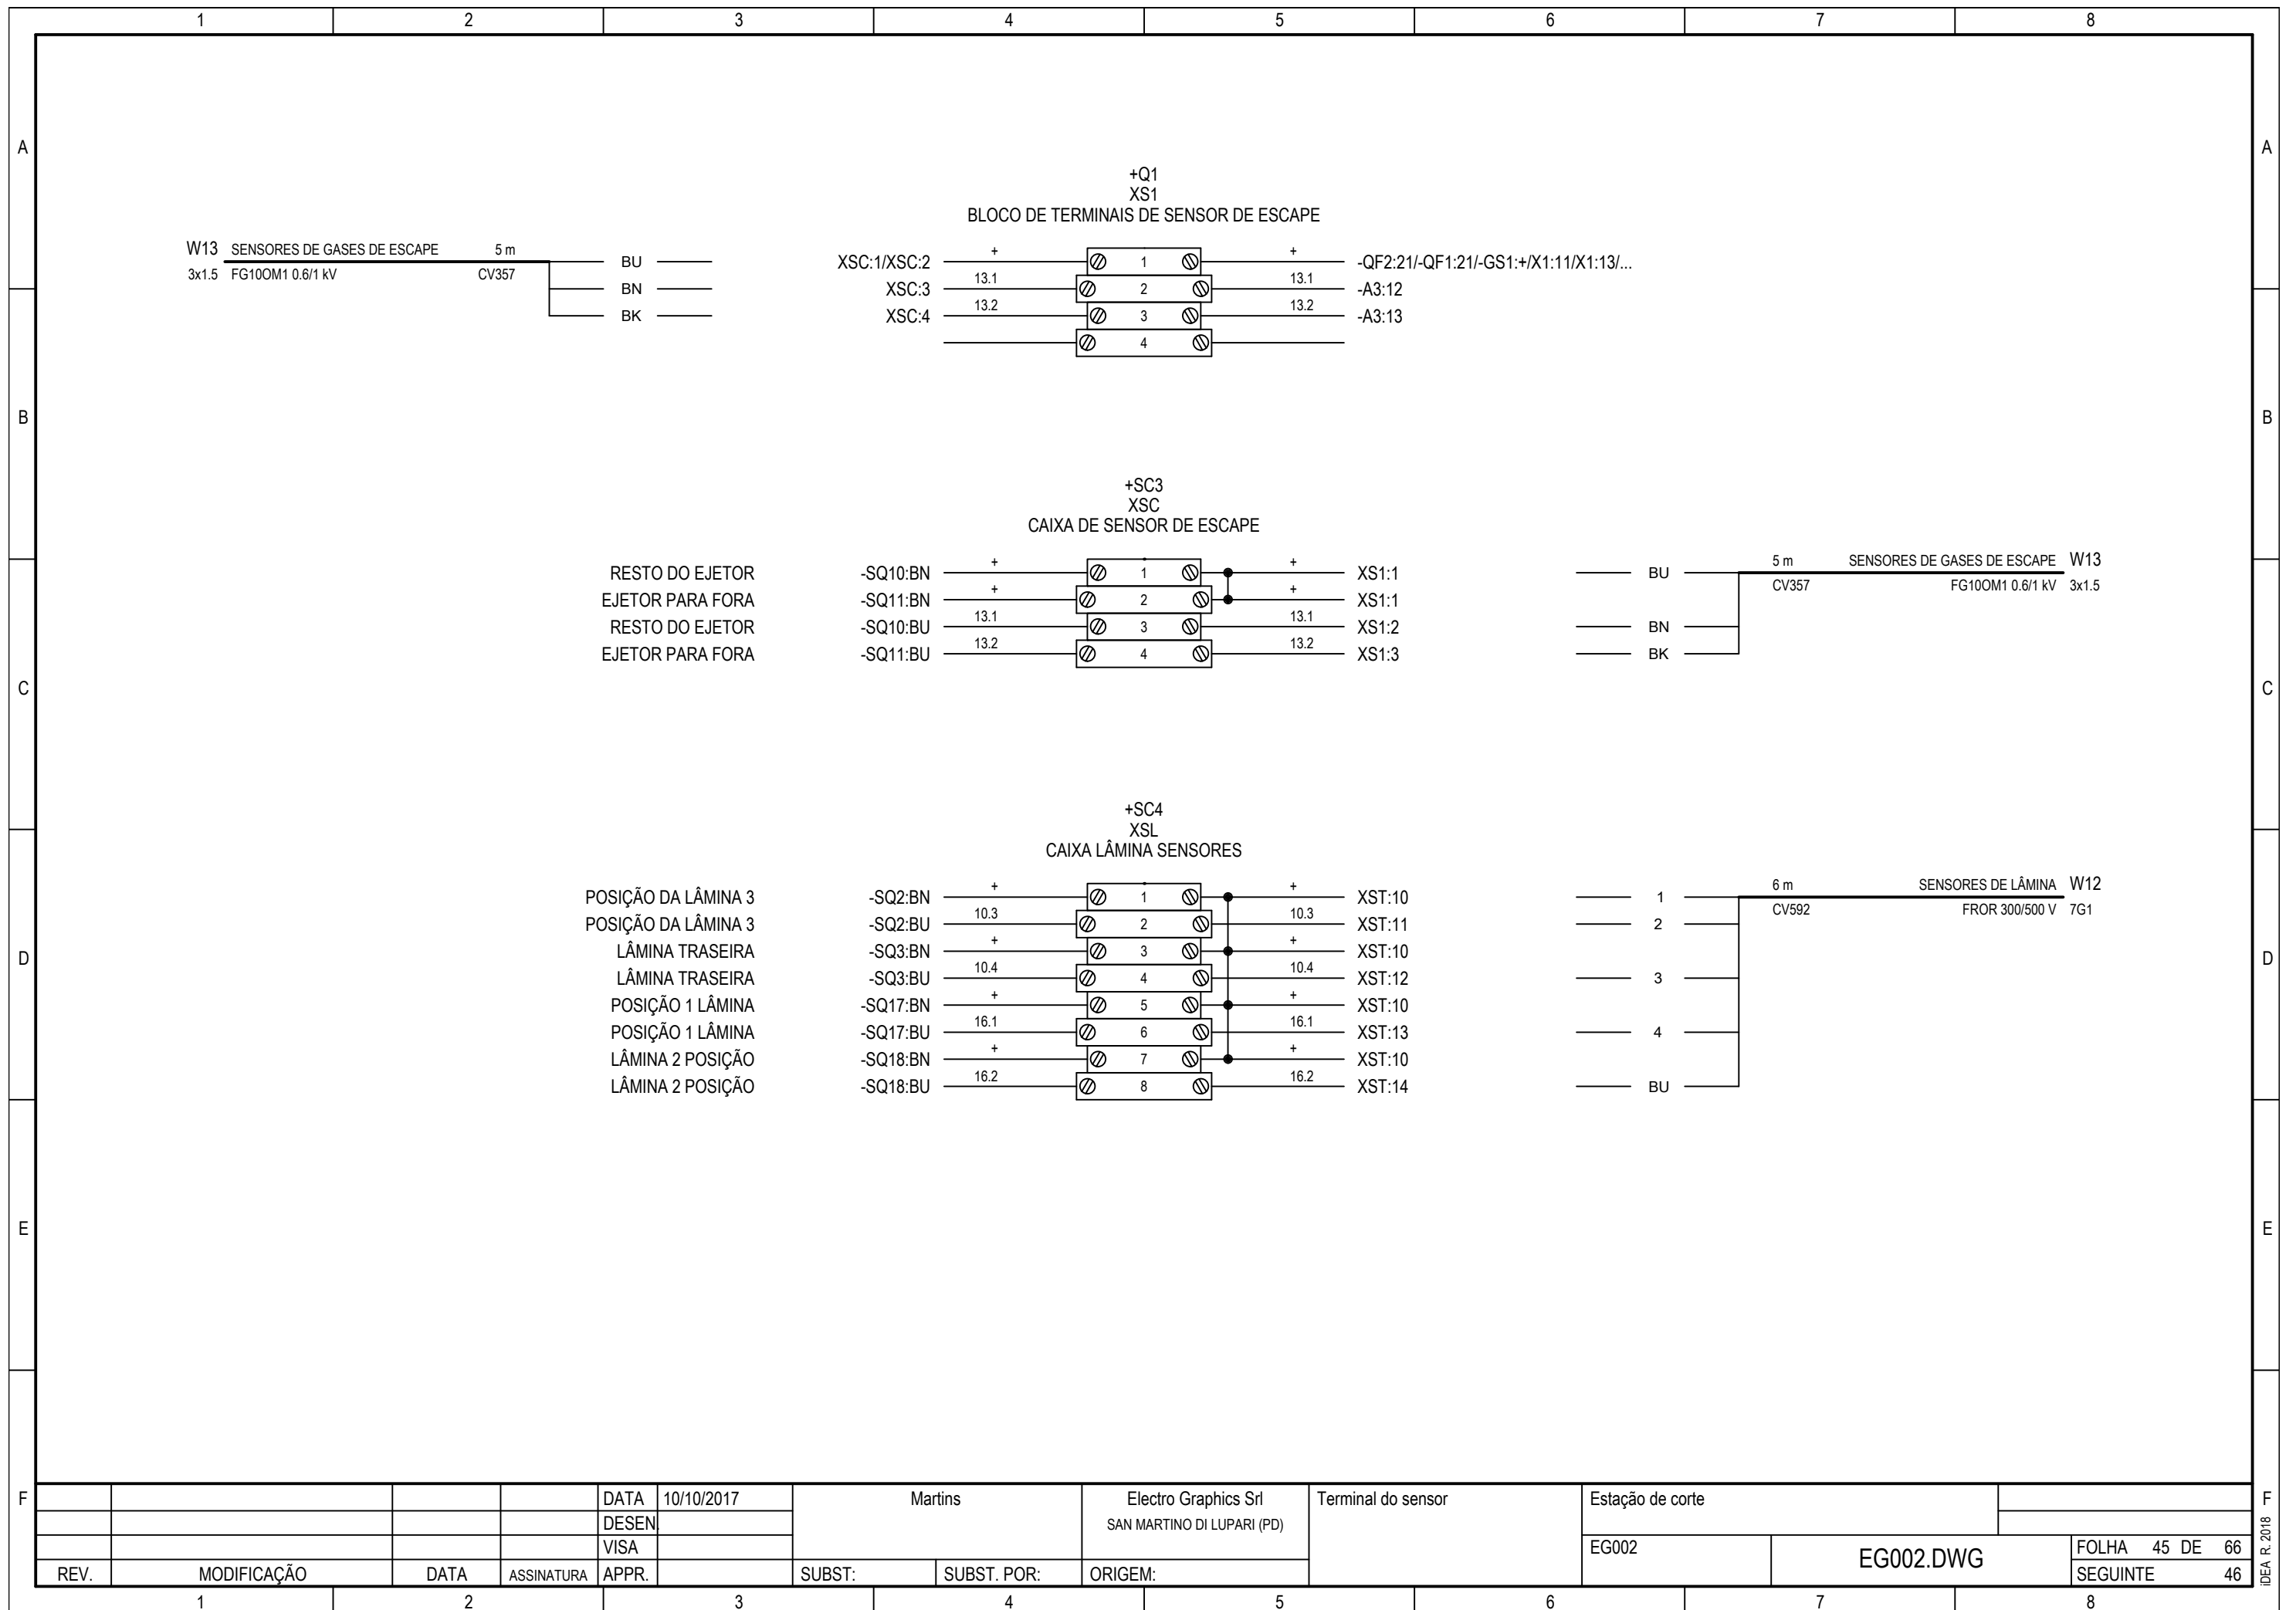 1 2 3 4 5 6 7 8
A A
+Q1
XS1
BLOCO DE TERMINAIS DE SENSOR DE ESCAPE
W13 SENSORES DE GASES DE ESCAPE 5 m
3x1.5 FG10OM1 0.6/1 kV CV357
BU XSC:1/XSC:2 + 1 + -QF2:21/-QF1:21/-GS1:+/X1:11/X1:13/...
BN XSC:3 13.1 2 13.1 -A3:12
BK XSC:4 13.2 3 13.2 -A3:13
4
B B
+SC3
XSC
CAIXA DE SENSOR DE ESCAPE
RESTO DO EJETOR -SQ10:BN + 1 + XS1:1 BU
EJETOR PARA FORA -SQ11:BN + 2 + XS1:1
RESTO DO EJETOR -SQ10:BU 13.1 3 13.1 XS1:2 BN
EJETOR PARA FORA -SQ11:BU 13.2 4 13.2 XS1:3 BK
5 m SENSORES DE GASES DE ESCAPE W13
CV357 FG10OM1 0.6/1 kV 3x1.5
C C
+SC4
XSL
CAIXA LÂMINA SENSORES
POSIÇÃO DA LÂMINA 3 -SQ2:BN + 1 + XST:10 1
POSIÇÃO DA LÂMINA 3 -SQ2:BU 10.3 2 10.3 XST:11 2
LÂMINA TRASEIRA -SQ3:BN + 3 + XST:10
LÂMINA TRASEIRA -SQ3:BU 10.4 4 10.4 XST:12 3
POSIÇÃO 1 LÂMINA -SQ17:BN + 5 + XST:10
POSIÇÃO 1 LÂMINA -SQ17:BU 16.1 6 16.1 XST:13 4
LÂMINA 2 POSIÇÃO -SQ18:BN + 7 + XST:10
LÂMINA 2 POSIÇÃO -SQ18:BU 16.2 8 16.2 XST:14 BU
6 m SENSORES DE LÂMINA W12
CV592 FROR 300/500 V 7G1
D D
E E
F F
DATA 10/10/2017
DESEN.
VISA
REV. MODIFICAÇÃO DATA ASSINATURA APPR.
Martins
SUBST: SUBST. POR:
Electro Graphics Srl
SAN MARTINO DI LUPARI (PD)
ORIGEM:
Terminal do sensor
Estação de corte
EG002
EG002.DWG
FOLHA 45 DE 66
SEGUINTE 46
iDEA R. 2018
1 2 3 4 5 6 7 8